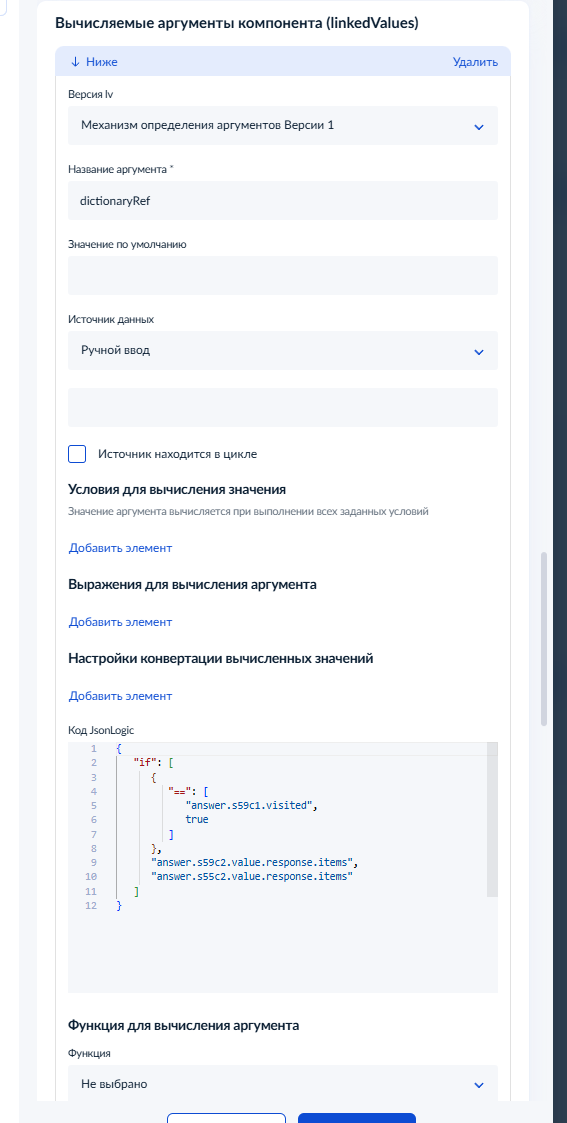 Вычисляемые аргументы компонента (linkedValues)
↓ Ниже Удалить
Версия lv
Механизм определения аргументов Версии 1
Название аргумента *
dictionaryRef
Значение по умолчанию
Источник данных
Ручной ввод
Источник находится в цикле
Условия для вычисления значения
Значение аргумента вычисляется при выполнении всех заданных условий
Добавить элемент
Выражения для вычисления аргумента
Добавить элемент
Настройки конвертации вычисленных значений
Добавить элемент
Код JsonLogic
1 {
2 "if": [
3 {
4 "==": [
5 "answer.s59c1.visited",
6 true
7 ]
8 },
9 "answer.s59c2.value.response.items",
10 "answer.s55c2.value.response.items"
11 ]
12 }
Функция для вычисления аргумента
Функция
Не выбрано